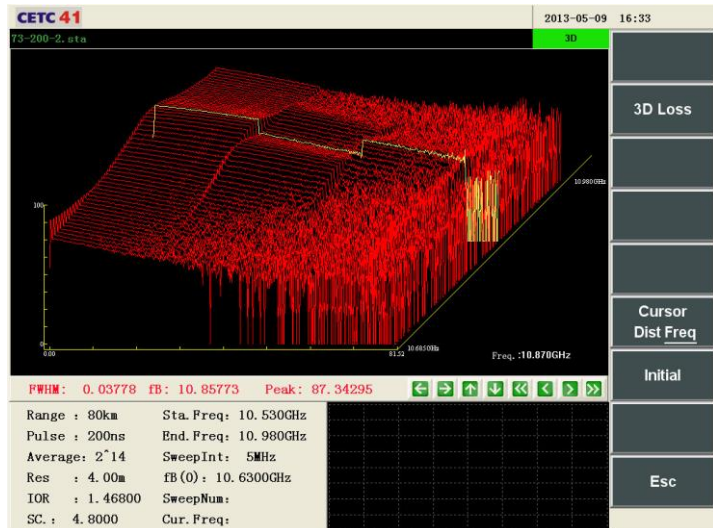 CETC 41
2013-05-09 16:33
73-200-2.sta
3D
3D Loss
100
10.980GHz
0
0.00
81.52
10.605GHz
Freq.:10.870GHz
Cursor
Dist Freq
Initial
FWHM: 0.03778 fB: 10.85773 Peak: 87.34295
Range : 80km Sta.Freq: 10.530GHz
Pulse : 200ns End.Freq: 10.980GHz
Average: 2^14 SweepInt: 5MHz
Res : 4.00m fB(0): 10.6300GHz
IOR : 1.46800 SweepNum:
SC.: 4.8000 Cur.Freq:
Esc